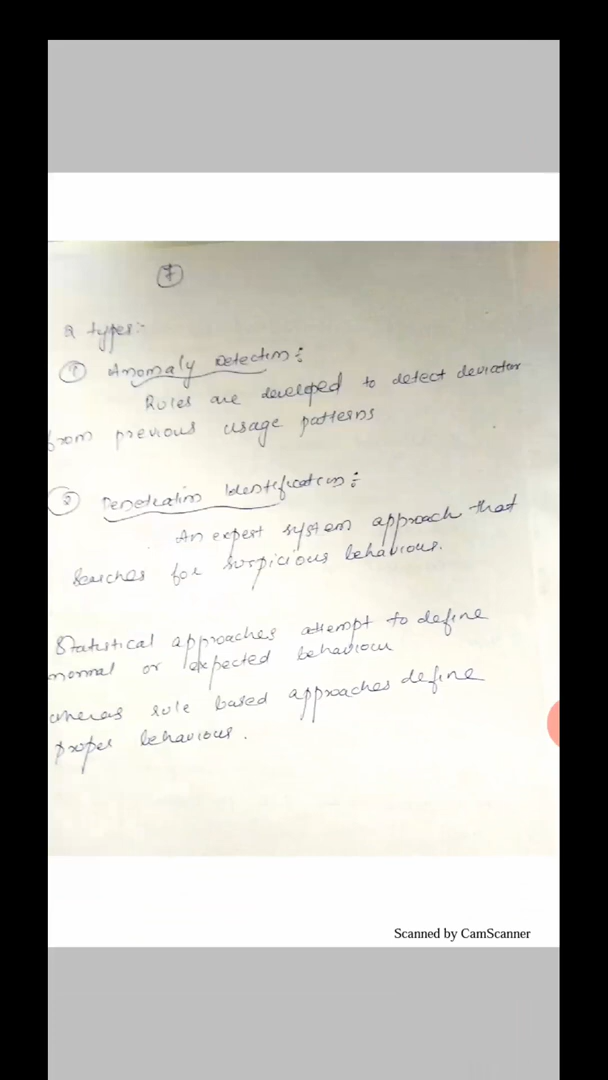 7
2 types:-
① Anomaly Detection :
Rules are developed to detect deviation
from previous usage patterns
② Penetration Identification :
An expert system approach that
searches for suspicious behaviour.
Statistical approaches attempt to define
normal or expected behaviour
whereas rule based approaches define
proper behaviour.
Scanned by CamScanner